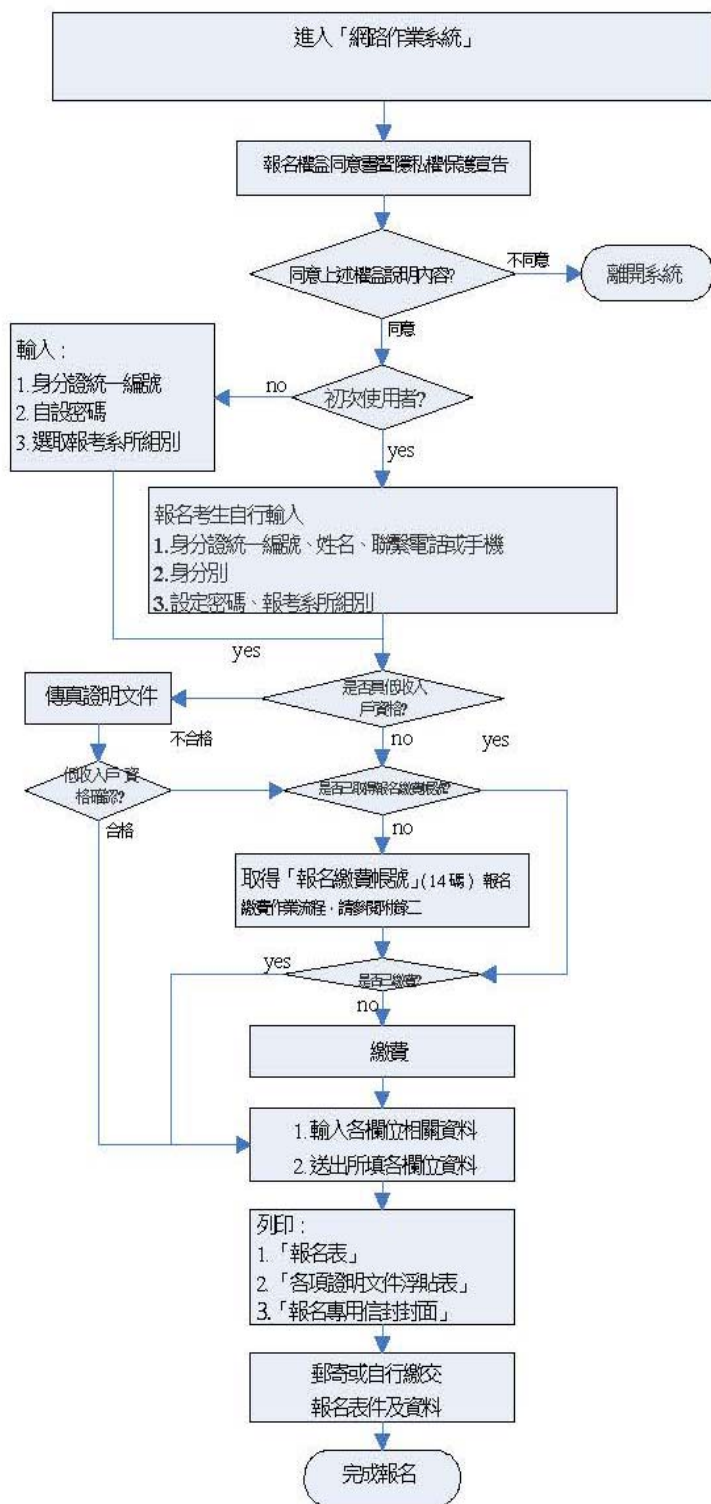 進入「網路作業系統」
報名權益同意書暨隱私權保護宣告
同意上述權益說明內容?
不同意
離開系統
同意
輸入：
1. 身分證統一編號
2. 自設密碼
3. 選取報考系所組別
no
初次使用者?
yes
報名考生自行輸入
1.身分證統一編號、姓名、聯繫電話或手機
2.身分別
3.設定密碼、報考系所組別
yes
傳真證明文件
是否具低收入
戶資格?
不合格
no
yes
低收入戶資
格確認?
是否已取得報名繳費帳號?
合格
no
取得「報名繳費帳號」(14 碼) 報名
繳費作業流程，請參閱附錄二
yes
是否已繳費?
no
繳費
1. 輸入各欄位相關資料
2. 送出所填各欄位資料
列印：
1.「報名表」
2.「各項證明文件浮貼表」
3.「報名專用信封封面」
郵寄或自行繳交
報名表件及資料
完成報名